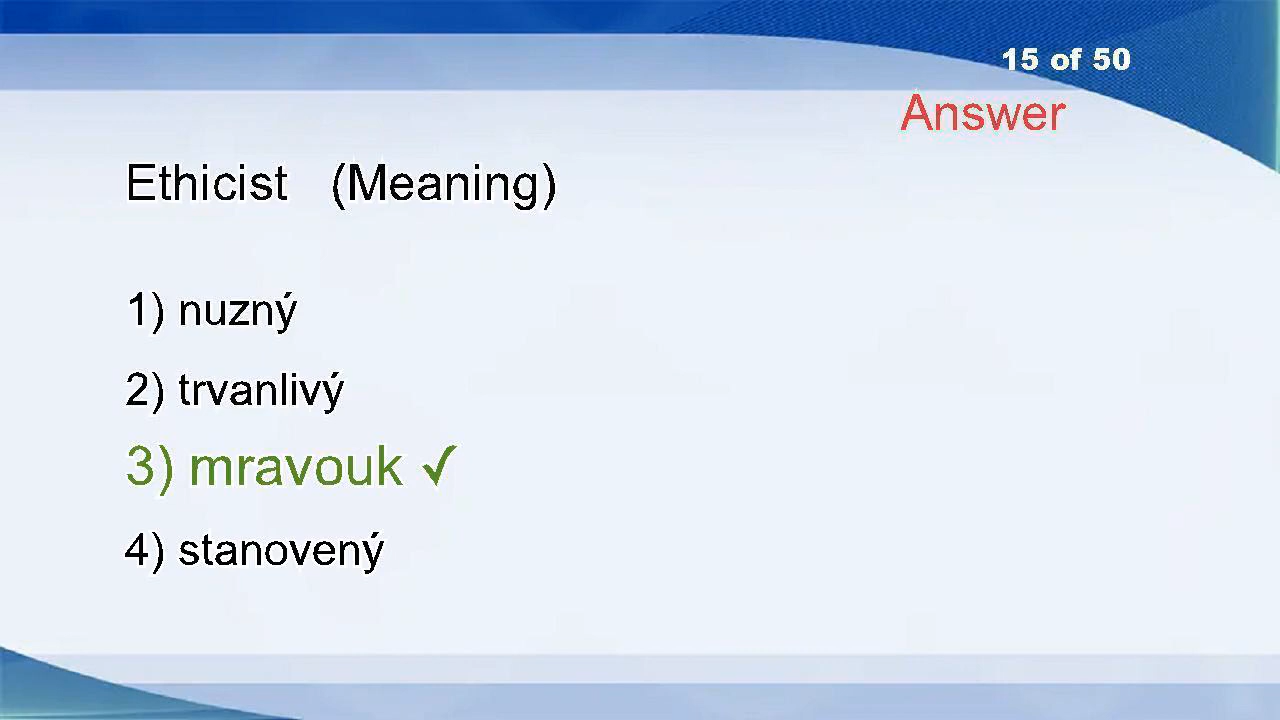 15 of 50
Answer
Ethicist (Meaning)
1) nuzný
2) trvanlivý
3) mravouk ✓
4) stanovený